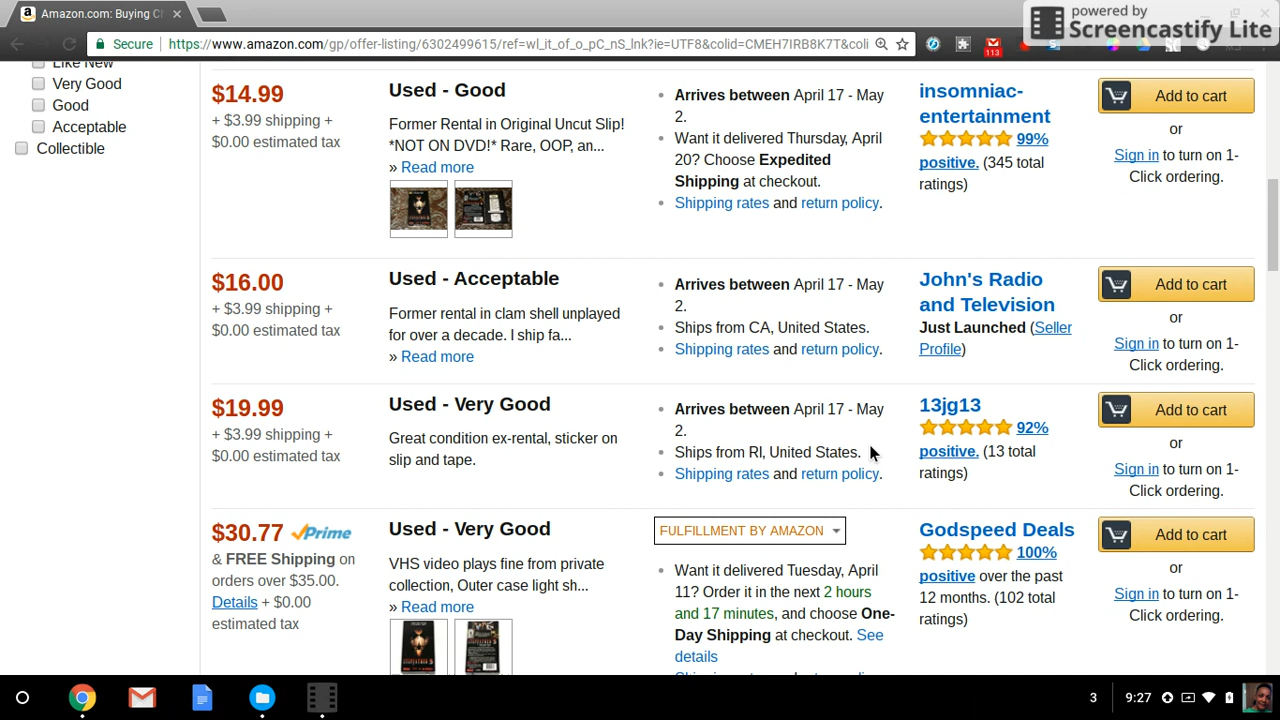 powered by
Screencastify Lite
Amazon.com: Buying Ch
Secure
https://www.amazon.com/gp/offer-listing/6302490615/ref=wl_it_of_o_pC_nS_lnk?ie=UTF8&colid=CMEH7IRB8K7T&coli
113
Like New
Very Good
Good
Acceptable
Collectible
$14.99
+ $3.99 shipping +
$0.00 estimated tax
Used - Good
Former Rental in Original Uncut Slip!
*NOT ON DVD!* Rare, OOP, an...
» Read more
Arrives between April 17 - May
2.
Want it delivered Thursday, April
20? Choose Expedited
Shipping at checkout.
Shipping rates and return policy.
insomniac-
entertainment
99%
positive. (345 total
ratings)
Add to cart
or
Sign in to turn on 1-
Click ordering.
$16.00
+ $3.99 shipping +
$0.00 estimated tax
Used - Acceptable
Former rental in clam shell unplayed
for over a decade. I ship fa...
» Read more
Arrives between April 17 - May
2.
Ships from CA, United States.
Shipping rates and return policy.
John's Radio
and Television
Just Launched (Seller
Profile)
Add to cart
or
Sign in to turn on 1-
Click ordering.
$19.99
+ $3.99 shipping +
$0.00 estimated tax
Used - Very Good
Great condition ex-rental, sticker on
slip and tape.
Arrives between April 17 - May
2.
Ships from RI, United States.
Shipping rates and return policy.
13jg13
92%
positive. (13 total
ratings)
Add to cart
or
Sign in to turn on 1-
Click ordering.
$30.77 Prime
& FREE Shipping on
orders over $35.00.
Details + $0.00
estimated tax
Used - Very Good
VHS video plays fine from private
collection, Outer case light sh...
» Read more
FULFILLMENT BY AMAZON
Want it delivered Tuesday, April
11? Order it in the next 2 hours
and 17 minutes, and choose One-
Day Shipping at checkout. See
details
Godspeed Deals
100%
positive over the past
12 months. (102 total
ratings)
Add to cart
or
Sign in to turn on 1-
Click ordering.
3
9:27